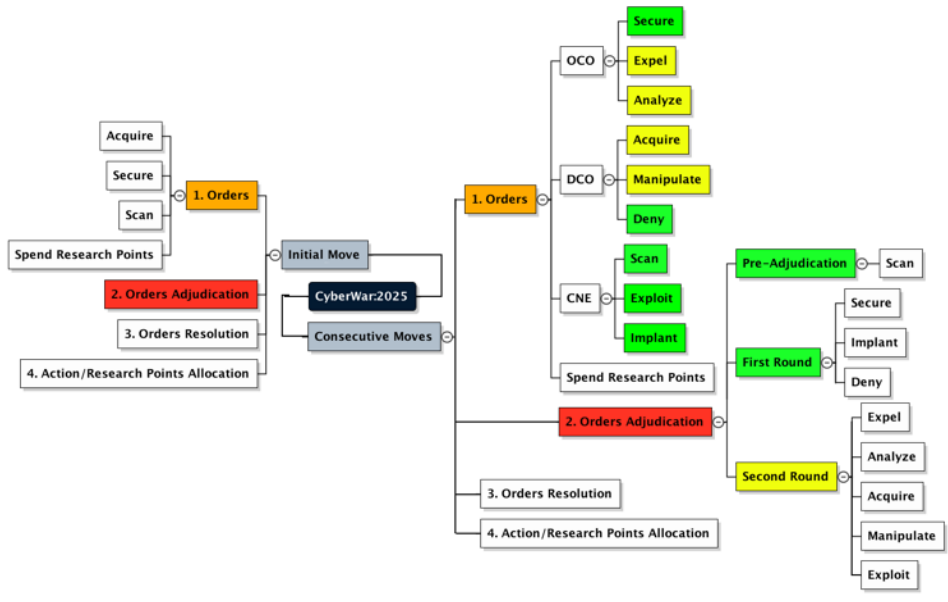 CyberWar:2025
Initial Move
1. Orders
Acquire
Secure
Scan
Spend Research Points
2. Orders Adjudication
3. Orders Resolution
4. Action/Research Points Allocation
Consecutive Moves
1. Orders
OCO
Secure
Expel
Analyze
DCO
Acquire
Manipulate
Deny
CNE
Scan
Exploit
Implant
Spend Research Points
2. Orders Adjudication
Pre-Adjudication
Scan
First Round
Secure
Implant
Deny
Second Round
Expel
Analyze
Acquire
Manipulate
Exploit
3. Orders Resolution
4. Action/Research Points Allocation